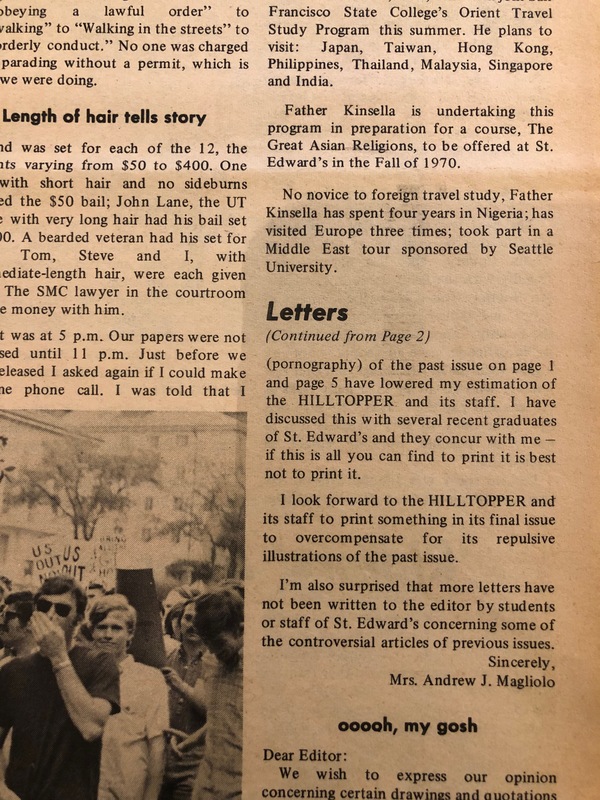 obeying a lawful order" to
walking" to "Walking in the streets" to
orderly conduct." No one was charged
parading without a permit, which is
we were doing.
Length of hair tells story
nd was set for each of the 12, the
nts varying from $50 to $400. One
with short hair and no sideburns
ed the $50 bail; John Lane, the UT
e with very long hair had his bail set
00. A bearded veteran had his set for
Tom, Steve and I, with
mediate-length hair, were each given
The SMC lawyer in the courtroom
e money with him.
t was at 5 p.m. Our papers were not
sed until 11 p.m. Just before we
eleased I asked again if I could make
ne phone call. I was told that I
US
OUT
NOW
US
OUT
BRING
Francisco State College's Orient Travel
Study Program this summer. He plans to
visit: Japan, Taiwan, Hong Kong,
Philippines, Thailand, Malaysia, Singapore
and India.
Father Kinsella is undertaking this
program in preparation for a course, The
Great Asian Religions, to be offered at St.
Edward's in the Fall of 1970.
No novice to foreign travel study, Father
Kinsella has spent four years in Nigeria; has
visited Europe three times; took part in a
Middle East tour sponsored by Seattle
University.
Letters
(Continued from Page 2)
(pornography) of the past issue on page 1
and page 5 have lowered my estimation of
the HILLTOPPER and its staff. I have
discussed this with several recent graduates
of St. Edward's and they concur with me —
if this is all you can find to print it is best
not to print it.
I look forward to the HILLTOPPER and
its staff to print something in its final issue
to overcompensate for its repulsive
illustrations of the past issue.
I'm also surprised that more letters have
not been written to the editor by students
or staff of St. Edward's concerning some of
the controversial articles of previous issues.
Sincerely,
Mrs. Andrew J. Magliolo
ooooh, my gosh
Dear Editor:
We wish to express our opinion
concerning certain drawings and quotations